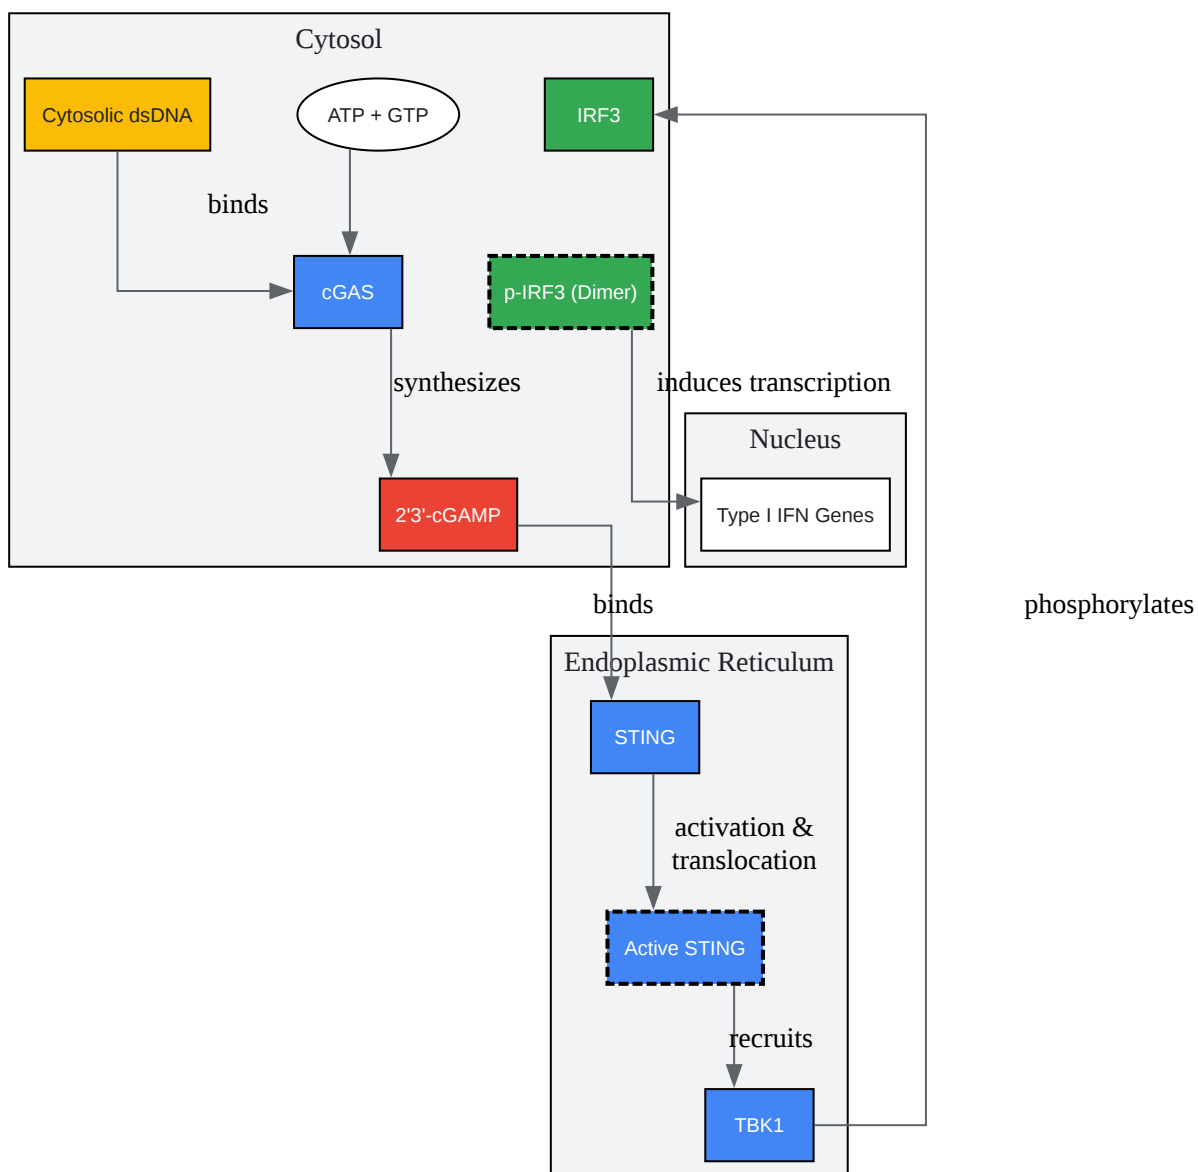 Cytosol
Cytosolic dsDNA
ATP + GTP
IRF3
binds
cGAS
p-IRF3 (Dimer)
synthesizes
induces transcription
Nucleus
2'3'-cGAMP
Type I IFN Genes
binds
phosphorylates
Endoplasmic Reticulum
STING
activation &
translocation
Active STING
recruits
TBK1